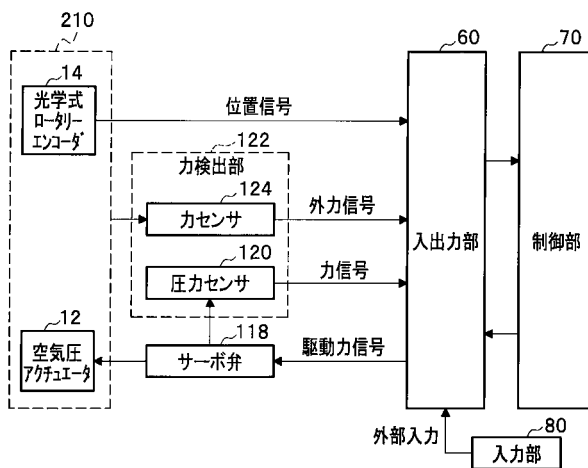 210
14
光学式
ロータリー
エンコーダ
位置信号
60
70
122
力検出部
124
力センサ
外力信号
120
圧力センサ
力信号
入出力部
制御部
12
空気圧
アクチュエータ
118
サーボ弁
駆動力信号
外部入力
80
入力部